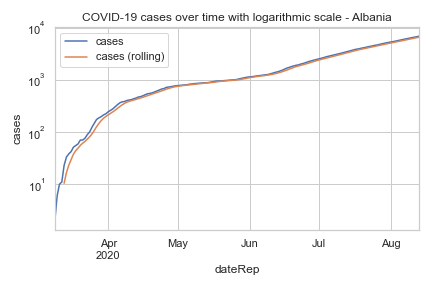 COVID-19 cases over time with logarithmic scale - Albania
cases
cases (rolling)
10⁴
10³
10²
10¹
cases
Apr
2020
May
Jun
Jul
Aug
dateRep